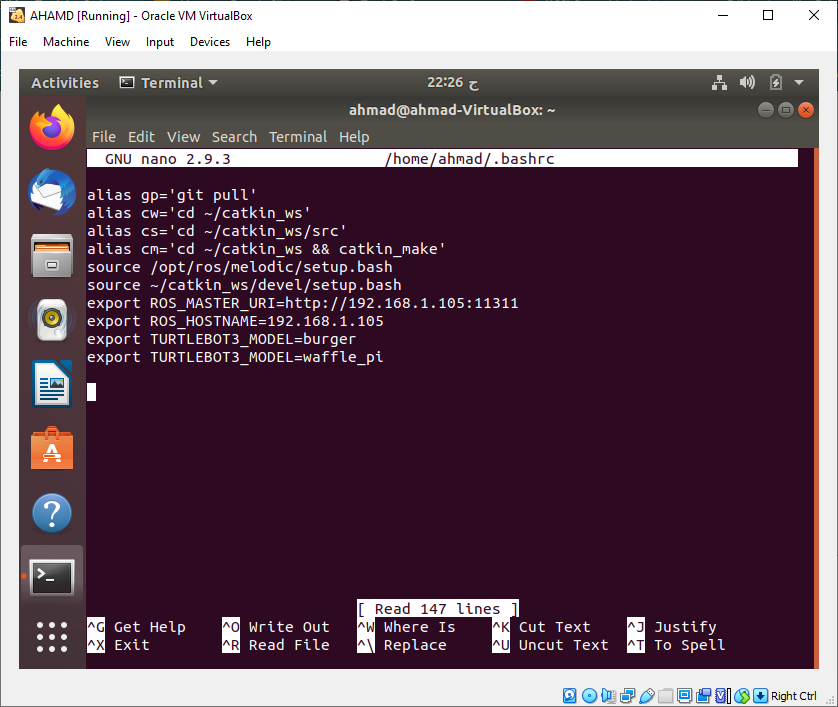 AHAMD [Running] - Oracle VM VirtualBox
File Machine View Input Devices Help
Activities Terminal 22:26 ح
ahmad@ahmad-VirtualBox: ~
File Edit View Search Terminal Help
GNU nano 2.9.3 /home/ahmad/.bashrc
alias gp='git pull'
alias cw='cd ~/catkin_ws'
alias cs='cd ~/catkin_ws/src'
alias cm='cd ~/catkin_ws && catkin_make'
source /opt/ros/melodic/setup.bash
source ~/catkin_ws/devel/setup.bash
export ROS_MASTER_URI=http://192.168.1.105:11311
export ROS_HOSTNAME=192.168.1.105
export TURTLEBOT3_MODEL=burger
export TURTLEBOT3_MODEL=waffle_pi
[ Read 147 lines ]
^G Get Help ^O Write Out ^W Where Is ^K Cut Text ^J Justify
^X Exit ^R Read File ^\ Replace ^U Uncut Text ^T To Spell
Right Ctrl